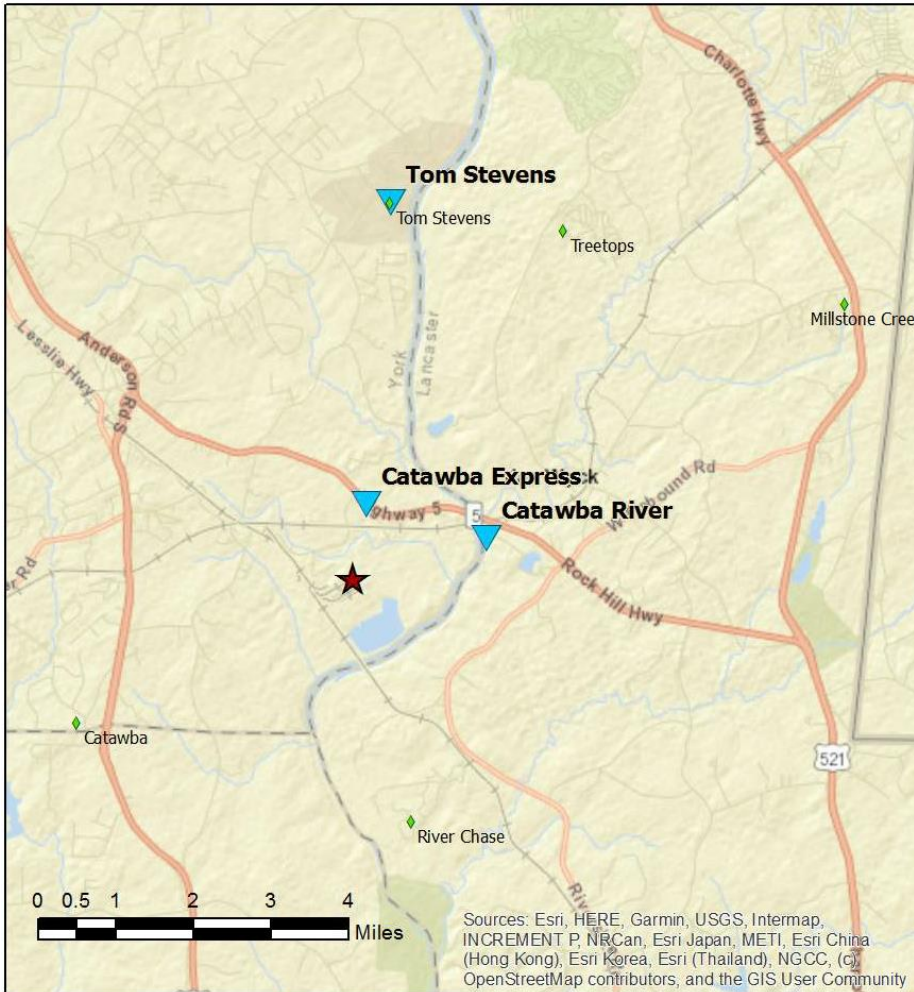 Charlotte Hwy
Tom Stevens
Tom Stevens
Treetops
Millstone Cree
York
Lancaster
Lesslie Hwy
Anderson Rd S
Catawba Express
ghway 5
5
Catawba River
Rock Hill Hwy
er Rd
Catawba
521
River Chase
0 0.5 1 2 3 4
Miles
Sources: Esri, HERE, Garmin, USGS, Intermap,
INCREMENT P, NRCan, Esri Japan, METI, Esri China
(Hong Kong), Esri Korea, Esri (Thailand), NGCC, (c)
OpenStreetMap contributors, and the GIS User Community